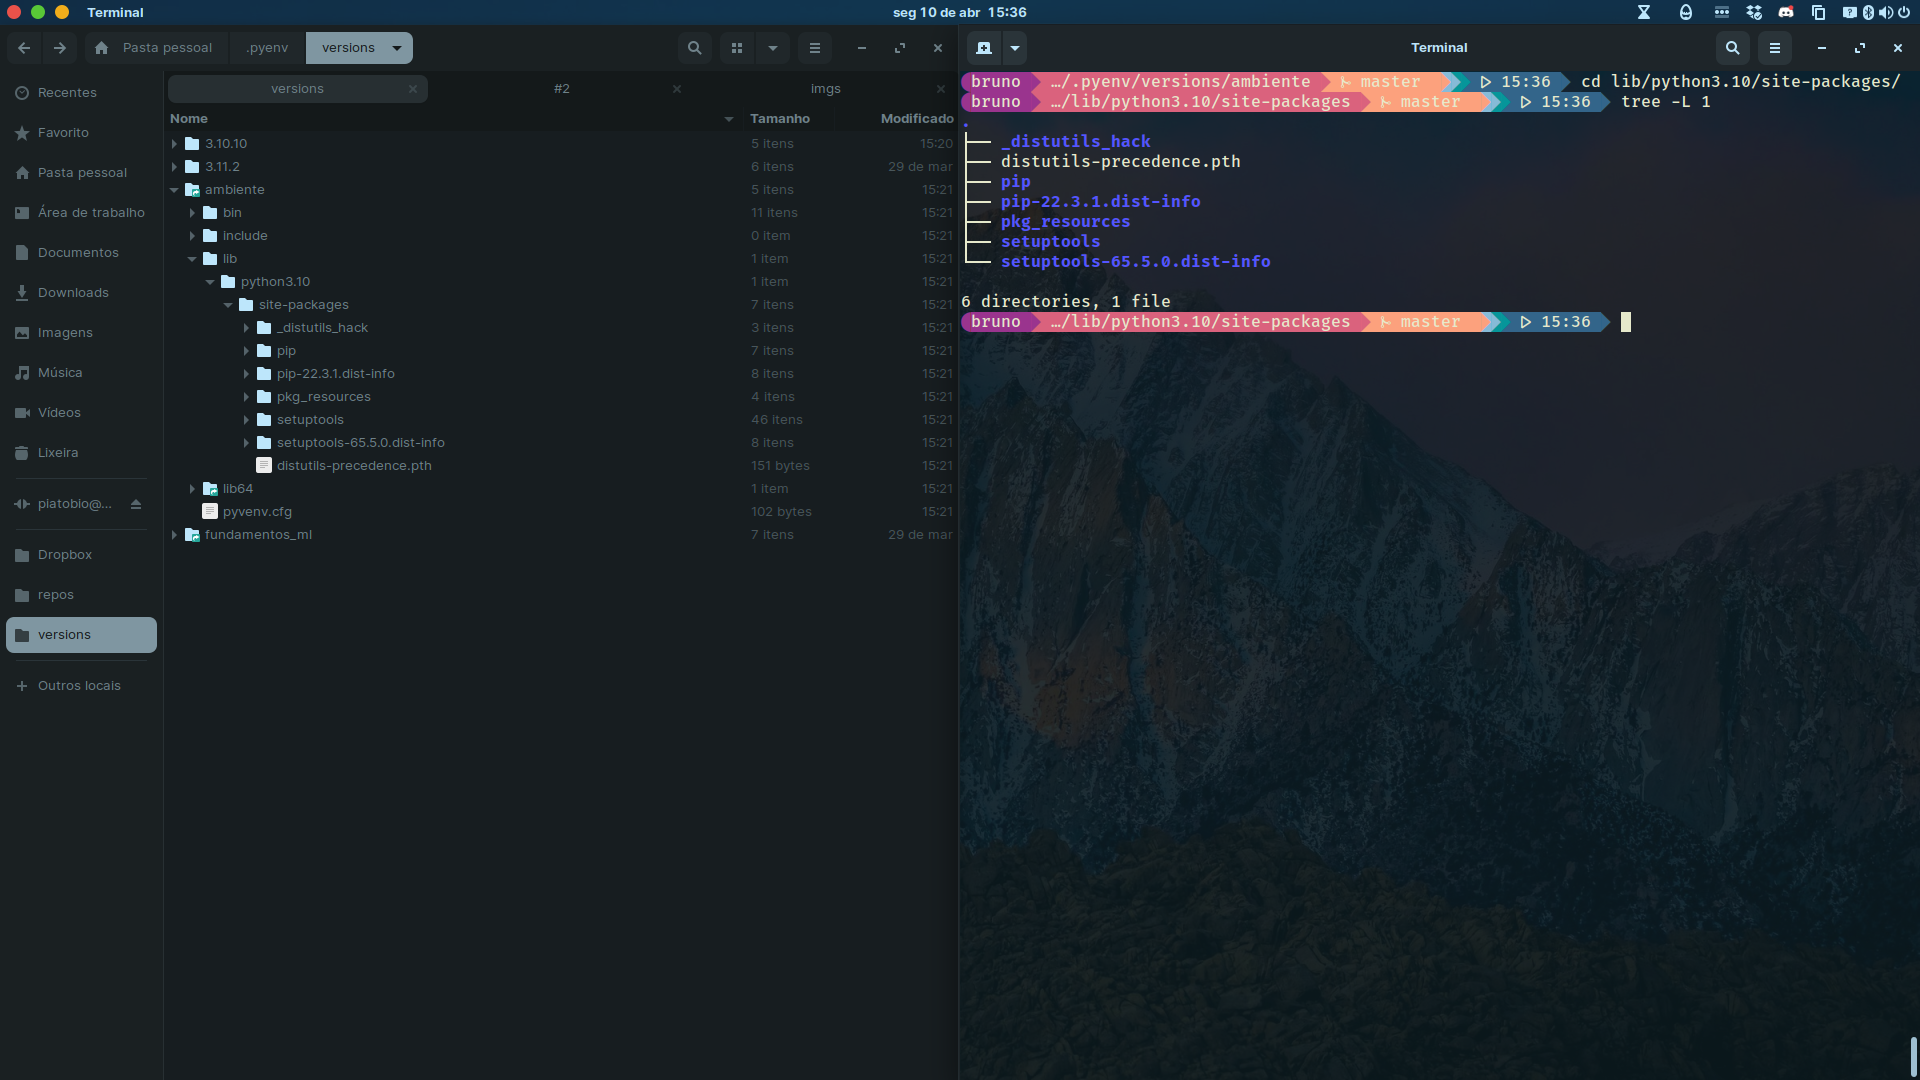 Terminal
seg 10 de abr 15:36
Pasta pessoal
.pyenv
versions
Recentes
Favorito
Pasta pessoal
Área de trabalho
Documentos
Downloads
Imagens
Música
Vídeos
Lixeira
piatobio@...
Dropbox
repos
versions
Outros locais
versions #2 imgs
Nome Tamanho Modificado
3.10.10 5 itens 15:20
3.11.2 6 itens 29 de mar
ambiente 5 itens 15:21
bin 11 itens 15:21
include 0 item 15:21
lib 1 item 15:21
python3.10 1 item 15:21
site-packages 7 itens 15:21
_distutils_hack 3 itens 15:21
pip 7 itens 15:21
pip-22.3.1.dist-info 8 itens 15:21
pkg_resources 4 itens 15:21
setuptools 46 itens 15:21
setuptools-65.5.0.dist-info 8 itens 15:21
distutils-precedence.pth 151 bytes 15:21
lib64 1 item 15:21
pyvenv.cfg 102 bytes 15:21
fundamentos_ml 7 itens 29 de mar
Terminal
bruno …/.pyenv/versions/ambiente master 15:36 cd lib/python3.10/site-packages/
bruno …/lib/python3.10/site-packages master 15:36 tree -L 1
.
├── _distutils_hack
├── distutils-precedence.pth
├── pip
├── pip-22.3.1.dist-info
├── pkg_resources
├── setuptools
└── setuptools-65.5.0.dist-info
6 directories, 1 file
bruno …/lib/python3.10/site-packages master 15:36